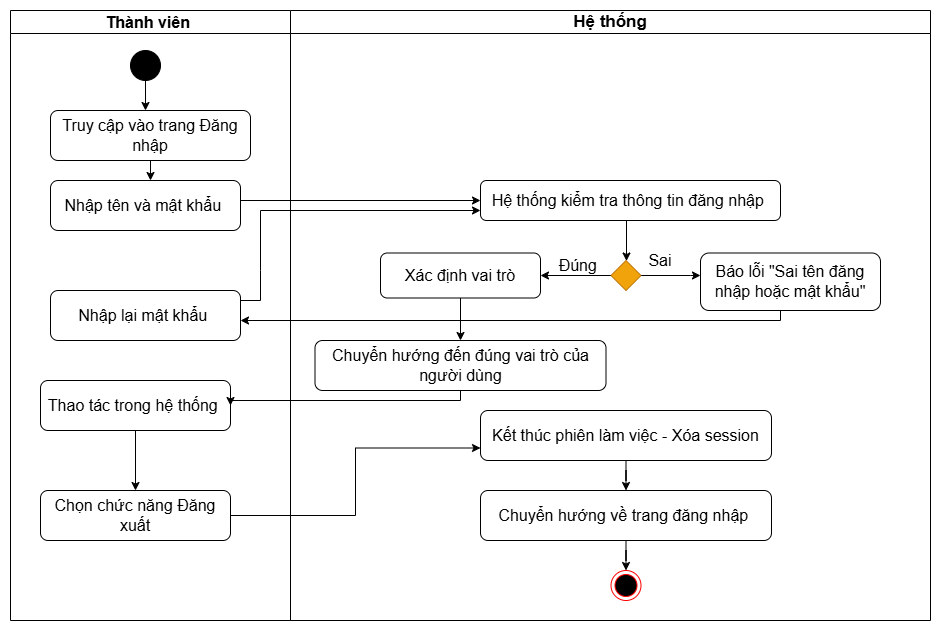 Thành viên
Hệ thống
Truy cập vào trang Đăng
nhập
Nhập tên và mật khẩu
Hệ thống kiểm tra thông tin đăng nhập
Xác định vai trò
Đúng
Sai
Báo lỗi "Sai tên đăng
nhập hoặc mật khẩu"
Nhập lại mật khẩu
Chuyển hướng đến đúng vai trò của
người dùng
Thao tác trong hệ thống
Kết thúc phiên làm việc - Xóa session
Chọn chức năng Đăng
xuất
Chuyển hướng về trang đăng nhập